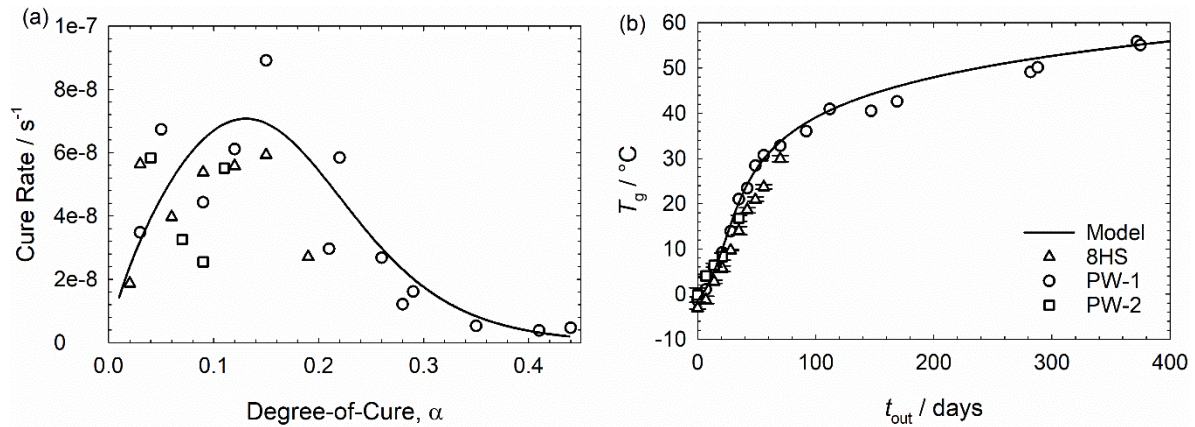 (a)
1e-7
8e-8
6e-8
4e-8
2e-8
0
Cure Rate / s⁻¹
0.0 0.1 0.2 0.3 0.4
Degree-of-Cure, α
(b)
60
50
40
30
20
10
0
-10
Tg / °C
Model
8HS
PW-1
PW-2
0 100 200 300 400
tout / days